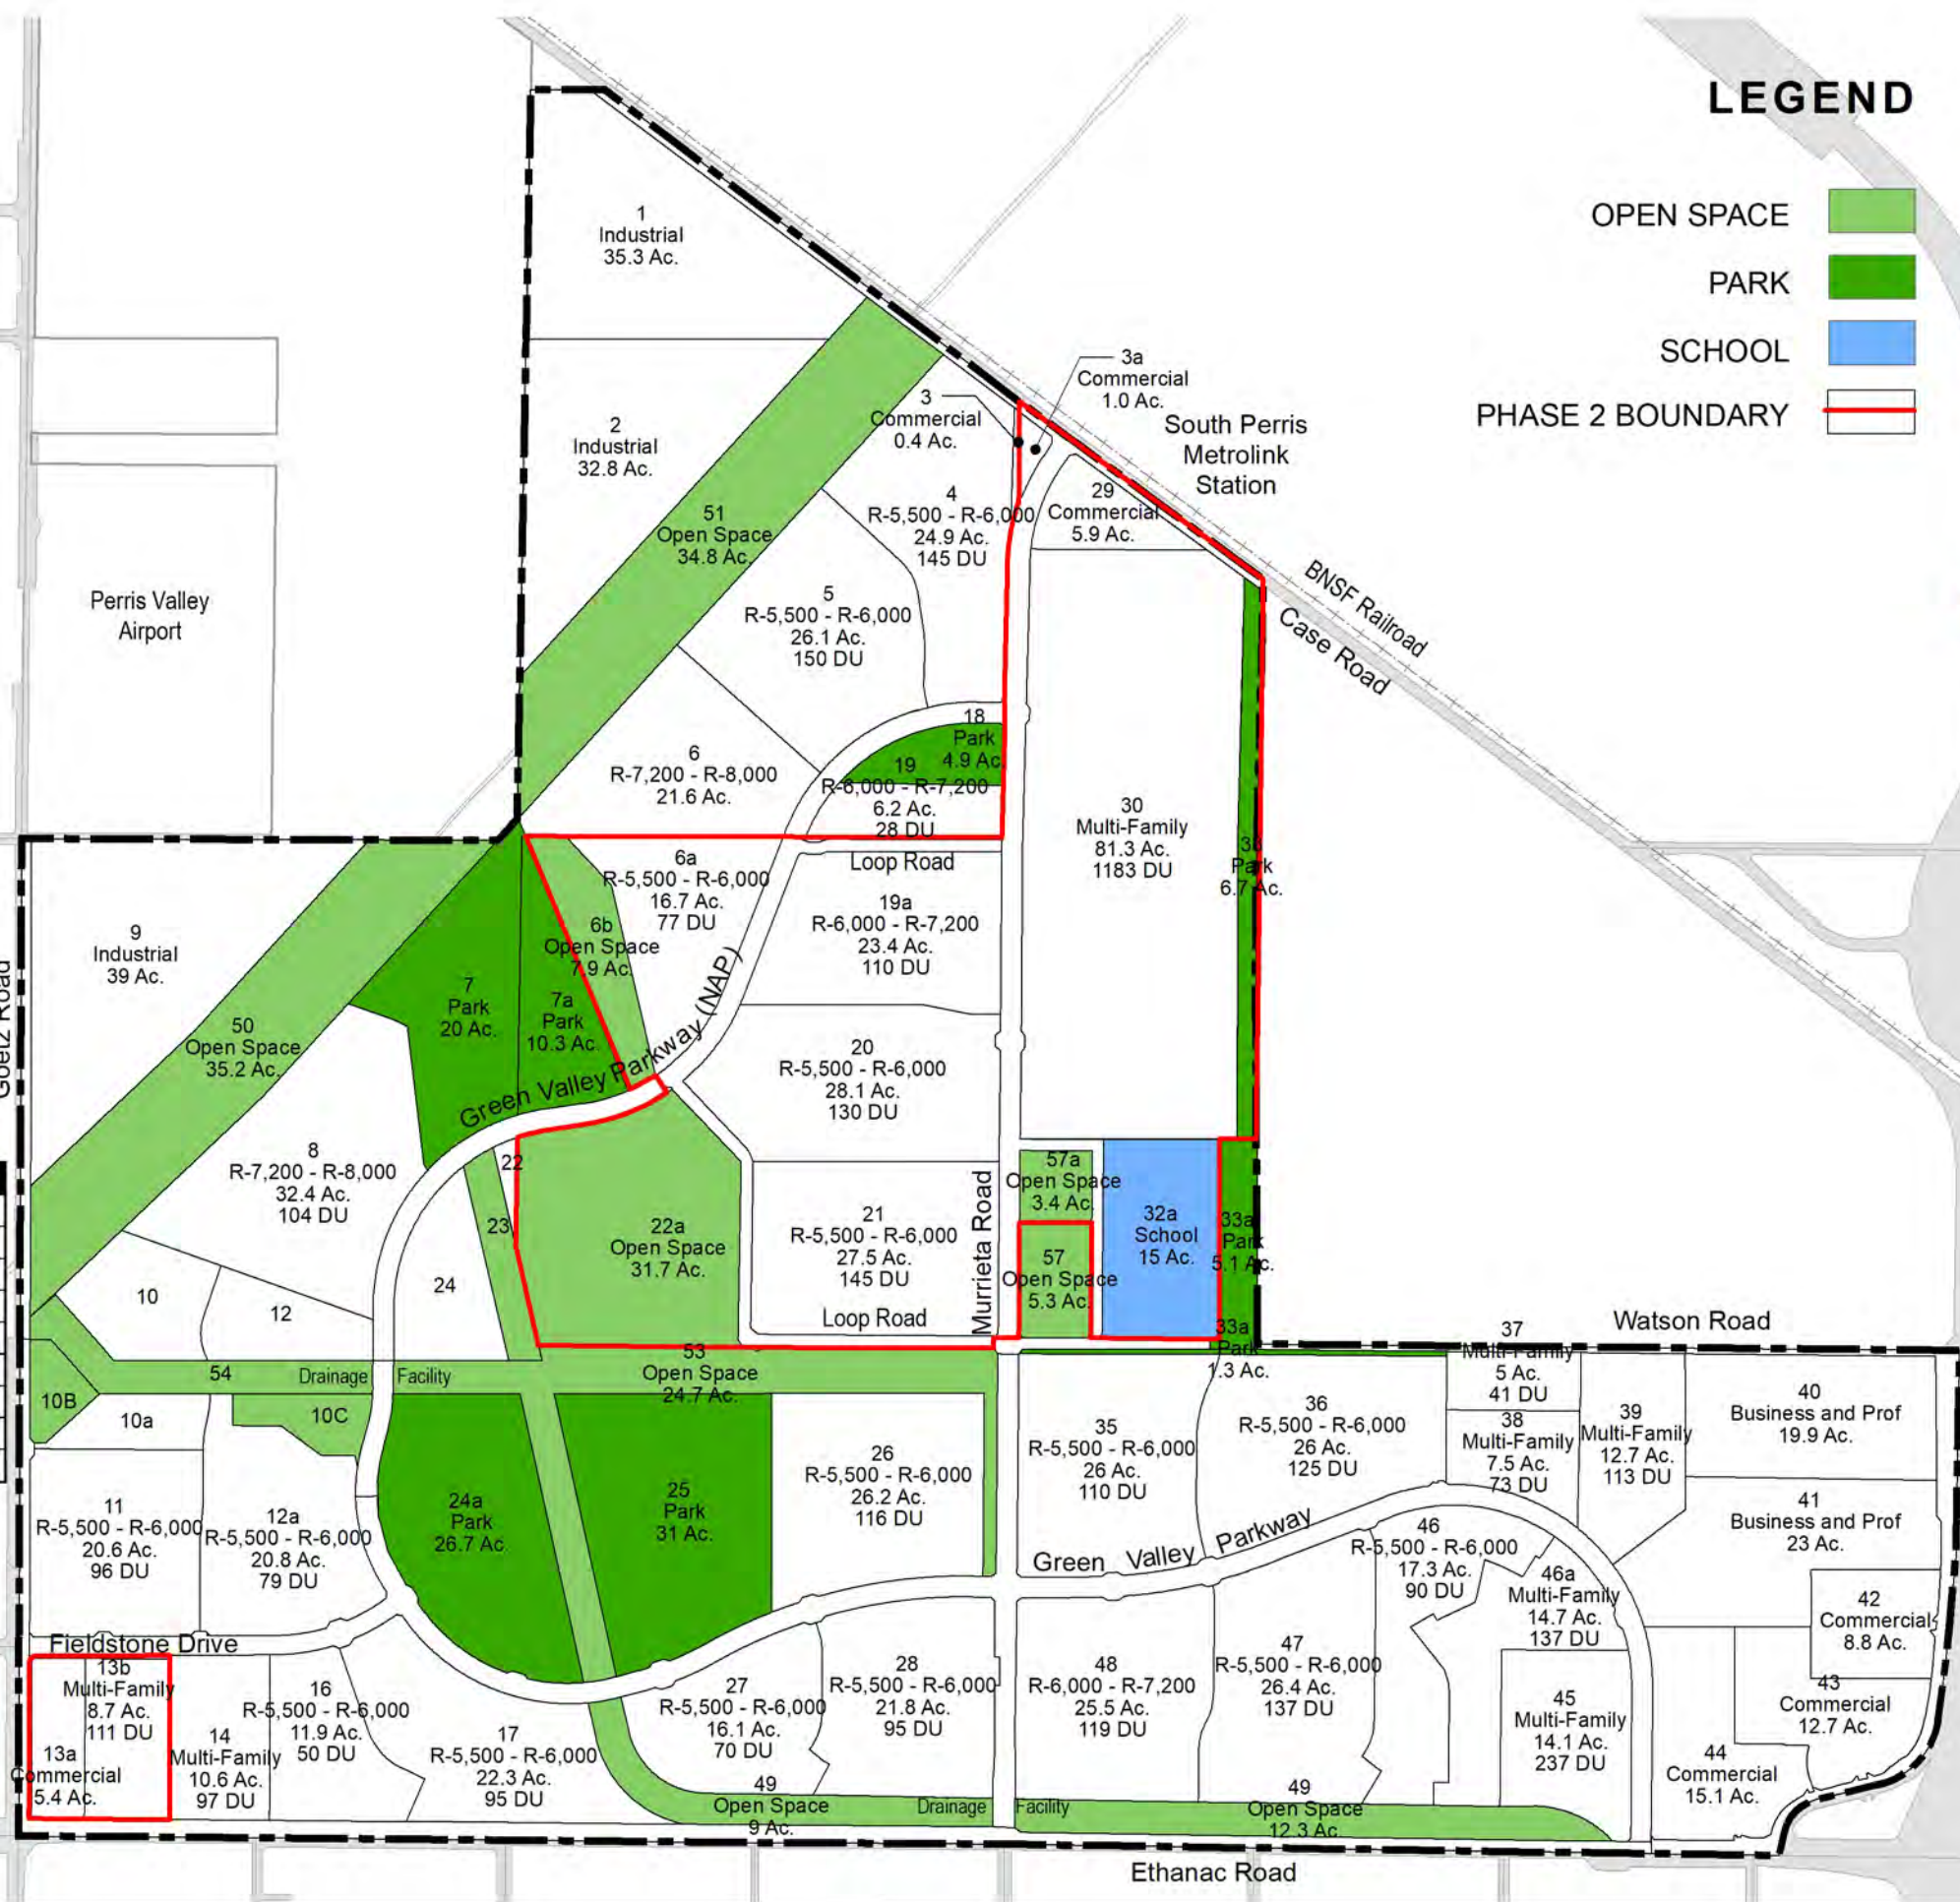 LEGEND
OPEN SPACE
PARK
SCHOOL
PHASE 2 BOUNDARY
1
Industrial
35.3 Ac.
3a
Commercial
1.0 Ac.
3
Commercial
0.4 Ac.
2
Industrial
32.8 Ac.
South Perris
Metrolink
Station
51
Open Space
34.8 Ac.
4
R-5,500 - R-6,000
24.9 Ac.
145 DU
29
Commercial
5.9 Ac.
BNSF Railroad
Case Road
Perris Valley
Airport
5
R-5,500 - R-6,000
26.1 Ac.
150 DU
18
Park
4.9 Ac.
6
R-7,200 - R-8,000
21.6 Ac.
19
R-6,000 - R-7,200
6.2 Ac.
28 DU
30
Multi-Family
81.3 Ac.
1183 DU
Park
6.7 Ac.
Loop Road
6a
R-5,500 - R-6,000
16.7 Ac.
77 DU
6b
Open Space
7.9 Ac.
19a
R-6,000 - R-7,200
23.4 Ac.
110 DU
9
Industrial
39 Ac.
Goetz Road
7
Park
20 Ac.
7a
Park
10.3 Ac.
Green Valley Parkway (NAP)
50
Open Space
35.2 Ac.
20
R-5,500 - R-6,000
28.1 Ac.
130 DU
8
R-7,200 - R-8,000
32.4 Ac.
104 DU
22
23
24
22a
Open Space
31.7 Ac.
21
R-5,500 - R-6,000
27.5 Ac.
145 DU
Murrieta Road
57a
Open Space
3.4 Ac.
57
Open Space
5.3 Ac.
32a
School
15 Ac.
33a
Park
5.1 Ac.
10
12
Loop Road
33a
Park
1.3 Ac.
Watson Road
53
Open Space
24.7 Ac.
54
Drainage
Facility
10B
10a
10C
37
Multi-Family
5 Ac.
41 DU
38
Multi-Family
7.5 Ac.
73 DU
39
Multi-Family
12.7 Ac.
113 DU
40
Business and Prof
19.9 Ac.
41
Business and Prof
23 Ac.
35
R-5,500 - R-6,000
26 Ac.
110 DU
36
R-5,500 - R-6,000
26 Ac.
125 DU
26
R-5,500 - R-6,000
26.2 Ac.
116 DU
25
Park
31 Ac.
24a
Park
26.7 Ac.
11
R-5,500 - R-6,000
20.6 Ac.
96 DU
12a
R-5,500 - R-6,000
20.8 Ac.
79 DU
Green Valley Parkway
46
R-5,500 - R-6,000
17.3 Ac.
90 DU
46a
Multi-Family
14.7 Ac.
137 DU
42
Commercial
8.8 Ac.
Fieldstone Drive
13b
Multi-Family
8.7 Ac.
111 DU
13a
Commercial
5.4 Ac.
14
Multi-Family
10.6 Ac.
97 DU
16
R-5,500 - R-6,000
11.9 Ac.
50 DU
17
R-5,500 - R-6,000
22.3 Ac.
95 DU
27
R-5,500 - R-6,000
16.1 Ac.
70 DU
28
R-5,500 - R-6,000
21.8 Ac.
95 DU
48
R-6,000 - R-7,200
25.5 Ac.
119 DU
47
R-5,500 - R-6,000
26.4 Ac.
137 DU
45
Multi-Family
14.1 Ac.
237 DU
43
Commercial
12.7 Ac.
44
Commercial
15.1 Ac.
49
Open Space
9 Ac.
Drainage
Facility
49
Open Space
12.3 Ac.
Ethanac Road